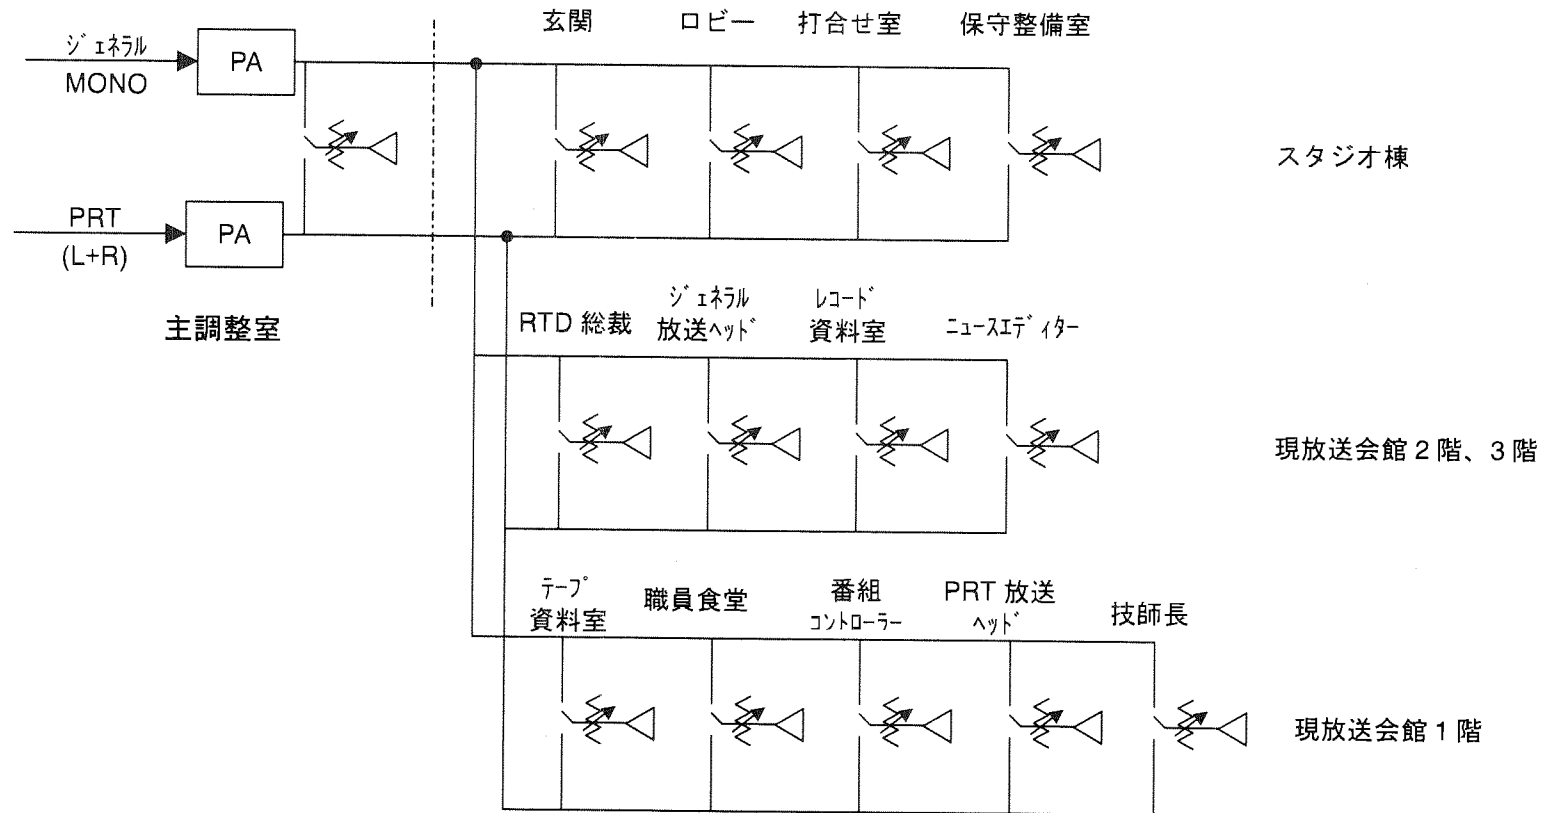 玄関
ロビー
打合せ室
保守整備室
ｼﾞｪﾈﾗﾙ
MONO
PA
スタジオ棟
PRT
(L+R)
PA
主調整室
RTD 総裁
ｼﾞｪﾈﾗﾙ
放送ﾍｯﾄﾞ
ﾚｺｰﾄﾞ
資料室
ﾆｭｰｽｴﾃﾞｨﾀｰ
現放送会館 2 階、3 階
ﾃｰﾌﾟ
資料室
職員食堂
番組
ｺﾝﾄﾛｰﾗｰ
PRT 放送
ﾍｯﾄﾞ
技師長
現放送会館 1 階